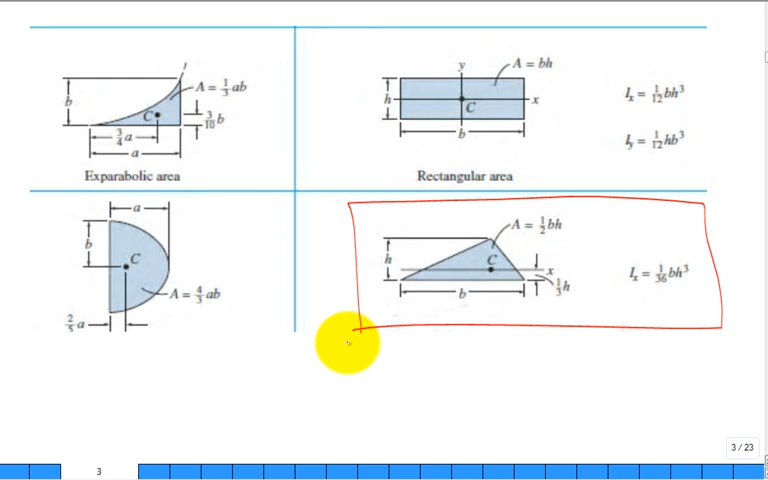 b
A = 1/3 ab
C
3/10 b
3/4 a
a
Exparabolic area
y
A = bh
h
C
x
b
Iₓ = 1/12 bh³
Iᵧ = 1/12 hb³
Rectangular area
a
b
C
A = 4/3 ab
2/5 a
A = 1/2 bh
h
C
x
1/3 h
b
Iₓ = 1/36 bh³
3 / 23
3